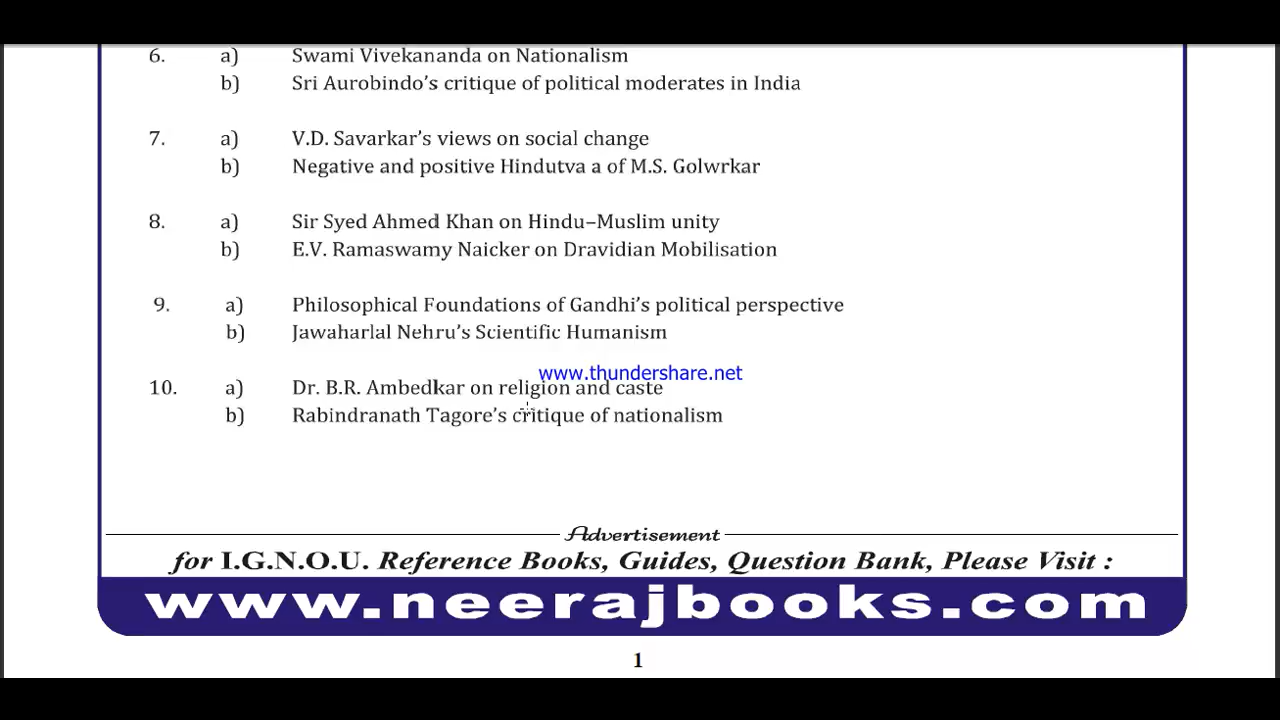 6. a) Swami Vivekananda on Nationalism
b) Sri Aurobindo's critique of political moderates in India
7. a) V.D. Savarkar's views on social change
b) Negative and positive Hindutva a of M.S. Golwrkar
8. a) Sir Syed Ahmed Khan on Hindu–Muslim unity
b) E.V. Ramaswamy Naicker on Dravidian Mobilisation
9. a) Philosophical Foundations of Gandhi's political perspective
b) Jawaharlal Nehru's Scientific Humanism
www.thundershare.net
10. a) Dr. B.R. Ambedkar on religion and caste
b) Rabindranath Tagore's critique of nationalism
Advertisement
for I.G.N.O.U. Reference Books, Guides, Question Bank, Please Visit :
www.neerajbooks.com
1